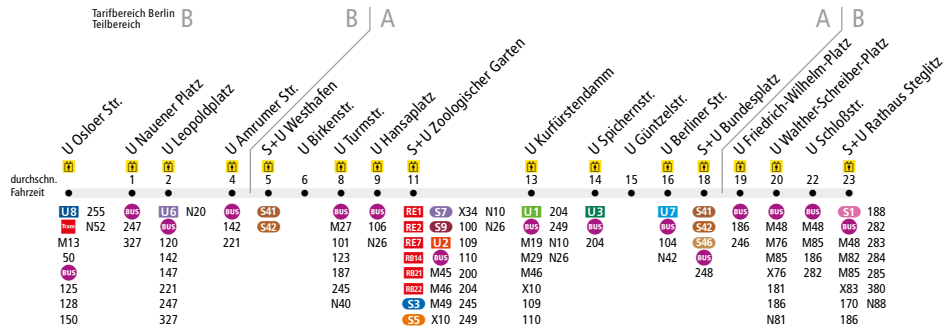 Tarifbereich Berlin B B A A B
Teilbereich
U Osloer Str.
U Nauener Platz
U Leopoldplatz
U Amrumer Str.
S+U Westhafen
U Birkenstr.
U Turmstr.
U Hansaplatz
S+U Zoologischer Garten
U Kurfürstendamm
U Spichernstr.
U Güntzelstr.
U Berliner Str.
S+U Bundesplatz
U Friedrich-Wilhelm-Platz
U Walther-Schreiber-Platz
U Schloßstr.
S+U Rathaus Steglitz
durchschn. 1 2 4 5 6 8 9 11 13 14 15 16 18 19 20 22 23
Fahrzeit
U8 255 BUS U6 N20 BUS S41 BUS BUS RE1 S7 X34 N10 U1 204 U3 U7 S41 BUS BUS BUS S1 188
Tram N52 247 BUS 142 S42 M27 106 RE2 S9 100 N26 BUS 249 BUS BUS S42 186 M48 M48 BUS 282
M13 327 120 221 101 N26 RE7 U2 109 M19 N10 204 104 S46 246 M76 M85 M48 283
50 142 123 RB14 BUS 110 M29 N26 N42 BUS M85 186 M82 284
BUS 147 187 RB21 M45 200 M46 248 X76 282 M85 285
125 221 245 RB22 M46 204 X10 181 X83 380
128 247 N40 S3 M49 245 109 186 170 N88
150 327 S5 X10 249 110 N81 186